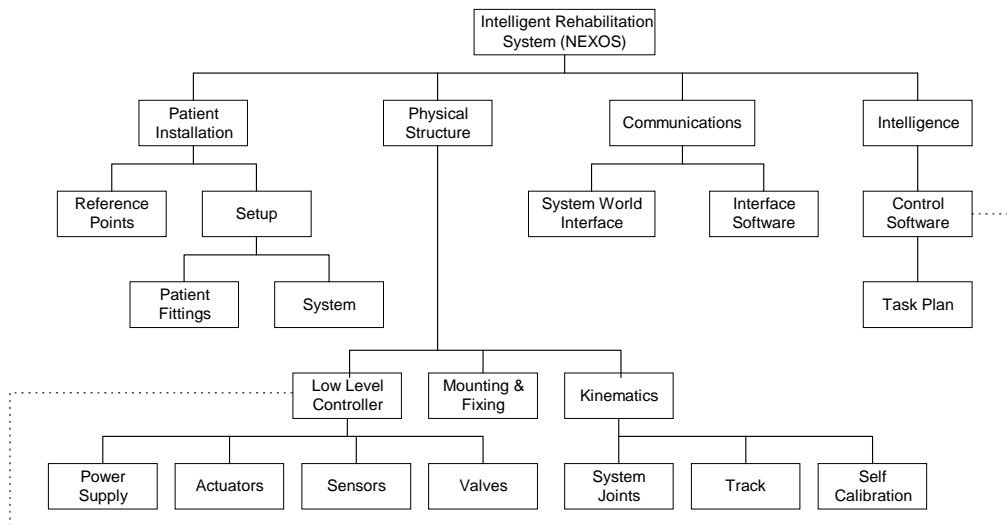 Intelligent Rehabilitation
System (NEXOS)
Patient
Installation
Physical
Structure
Communications
Intelligence
Reference
Points
Setup
System World
Interface
Interface
Software
Control
Software
Patient
Fittings
System
Task Plan
Low Level
Controller
Mounting &
Fixing
Kinematics
Power
Supply
Actuators
Sensors
Valves
System
Joints
Track
Self
Calibration